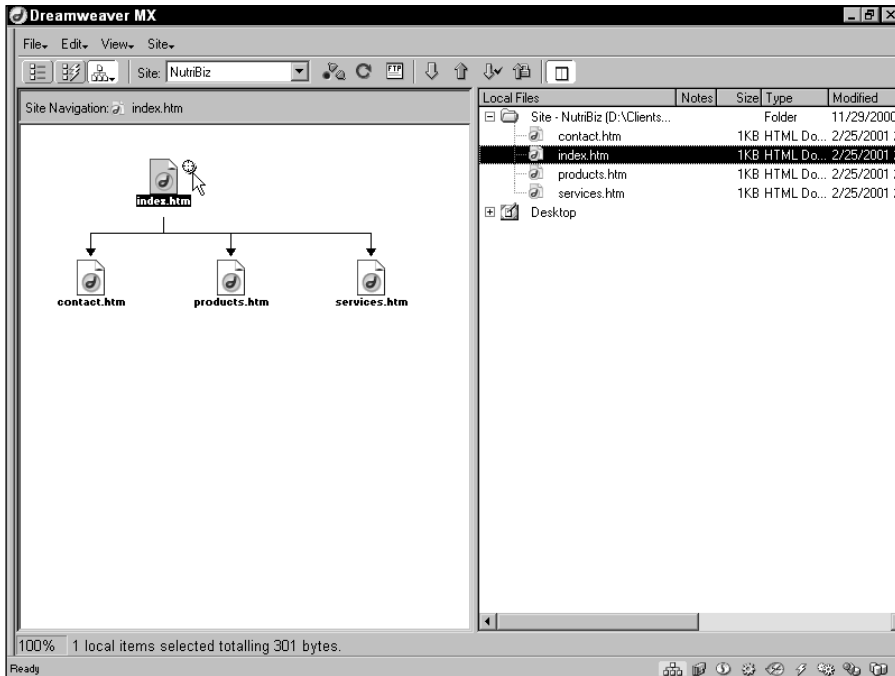 Dreamweaver MX
File Edit View Site
Site: NutriBiz
FTP
Site Navigation: index.htm
index.htm
contact.htm products.htm services.htm
Local Files Notes Size Type Modified
Site - NutriBiz (D:\Clients... Folder 11/29/2000
contact.htm 1KB HTML Do... 2/25/2001
index.htm 1KB HTML Do... 2/25/2001
products.htm 1KB HTML Do... 2/25/2001
services.htm 1KB HTML Do... 2/25/2001
Desktop
100% 1 local items selected totalling 301 bytes.
Ready